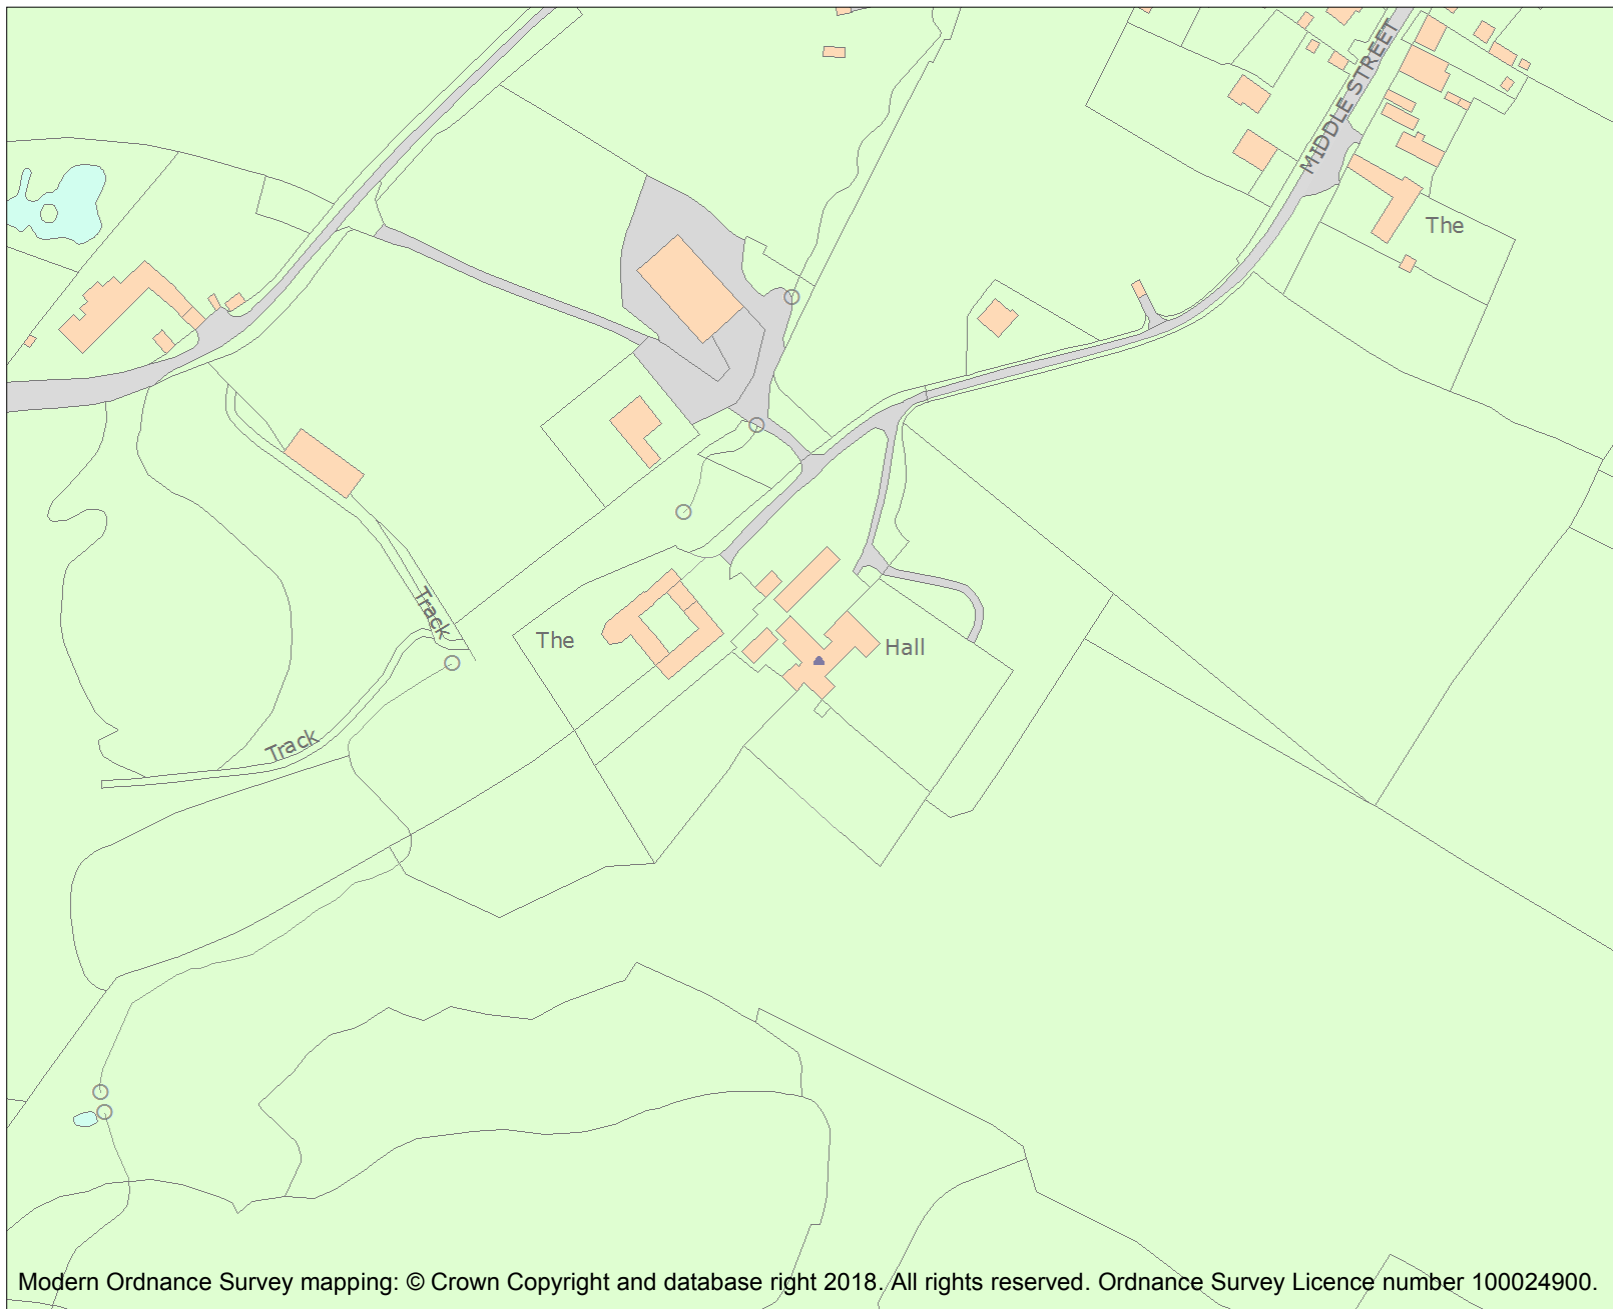 MIDDLE STREET
The
Track
The
Hall
Track
Modern Ordnance Survey mapping: © Crown Copyright and database right 2018. All rights reserved. Ordnance Survey Licence number 100024900.